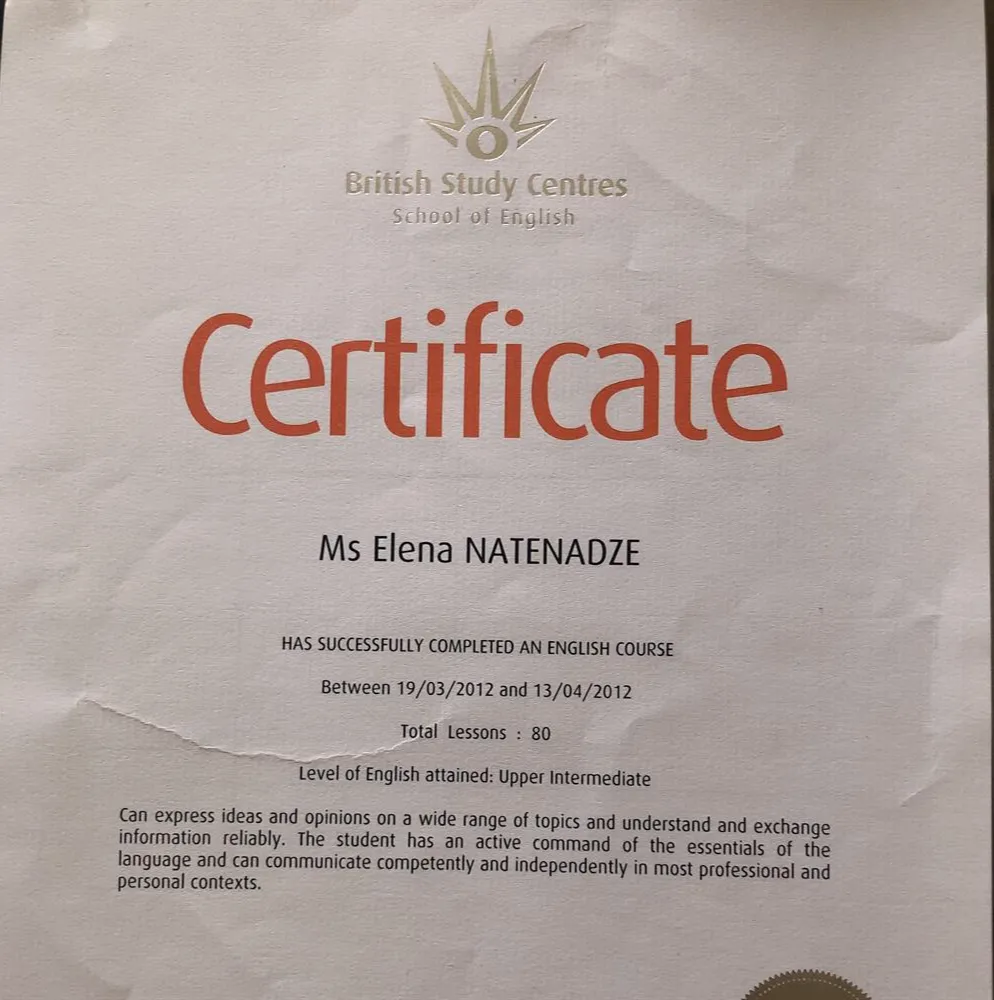 British Study Centres
School of English
Certificate
Ms Elena NATENADZE
HAS SUCCESSFULLY COMPLETED AN ENGLISH COURSE
Between 19/03/2012 and 13/04/2012
Total Lessons : 80
Level of English attained: Upper Intermediate
Can express ideas and opinions on a wide range of topics and understand and exchange
information reliably. The student has an active command of the essentials of the
language and can communicate competently and independently in most professional and
personal contexts.